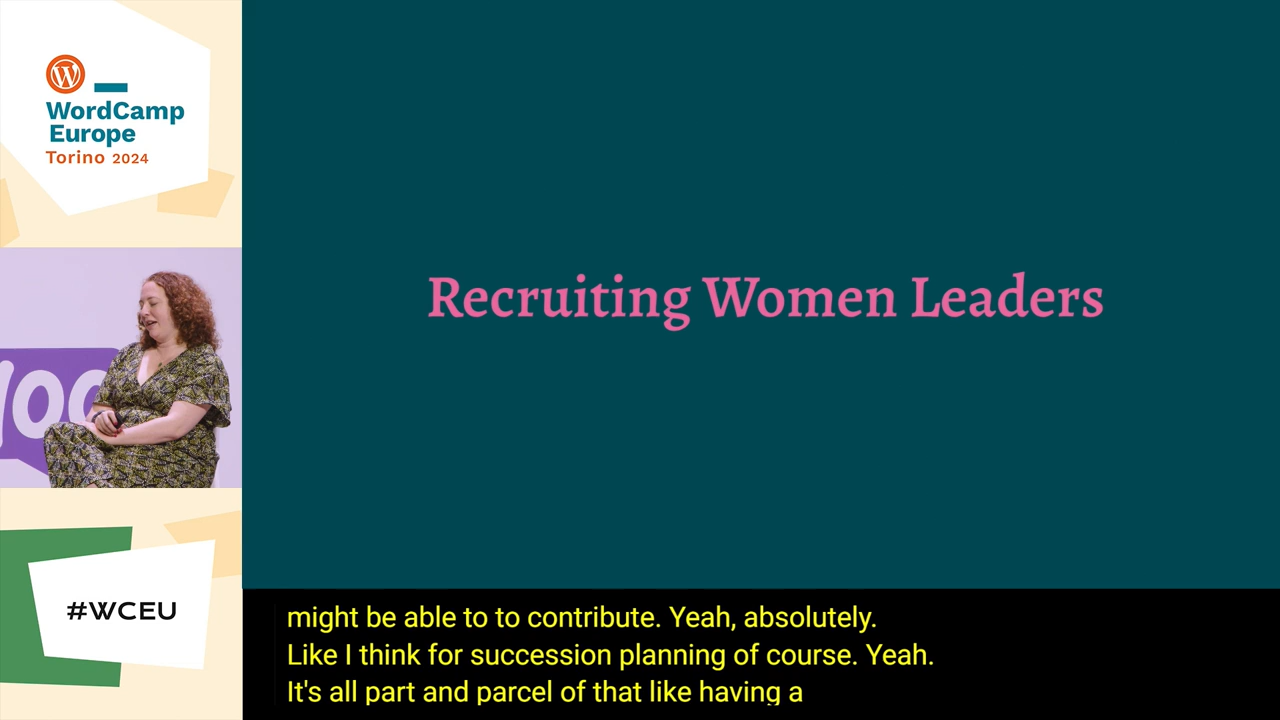 WordCamp
Europe
Torino 2024
Recruiting Women Leaders
#WCEU
might be able to to contribute. Yeah, absolutely.
Like I think for succession planning of course. Yeah.
It's all part and parcel of that like having a